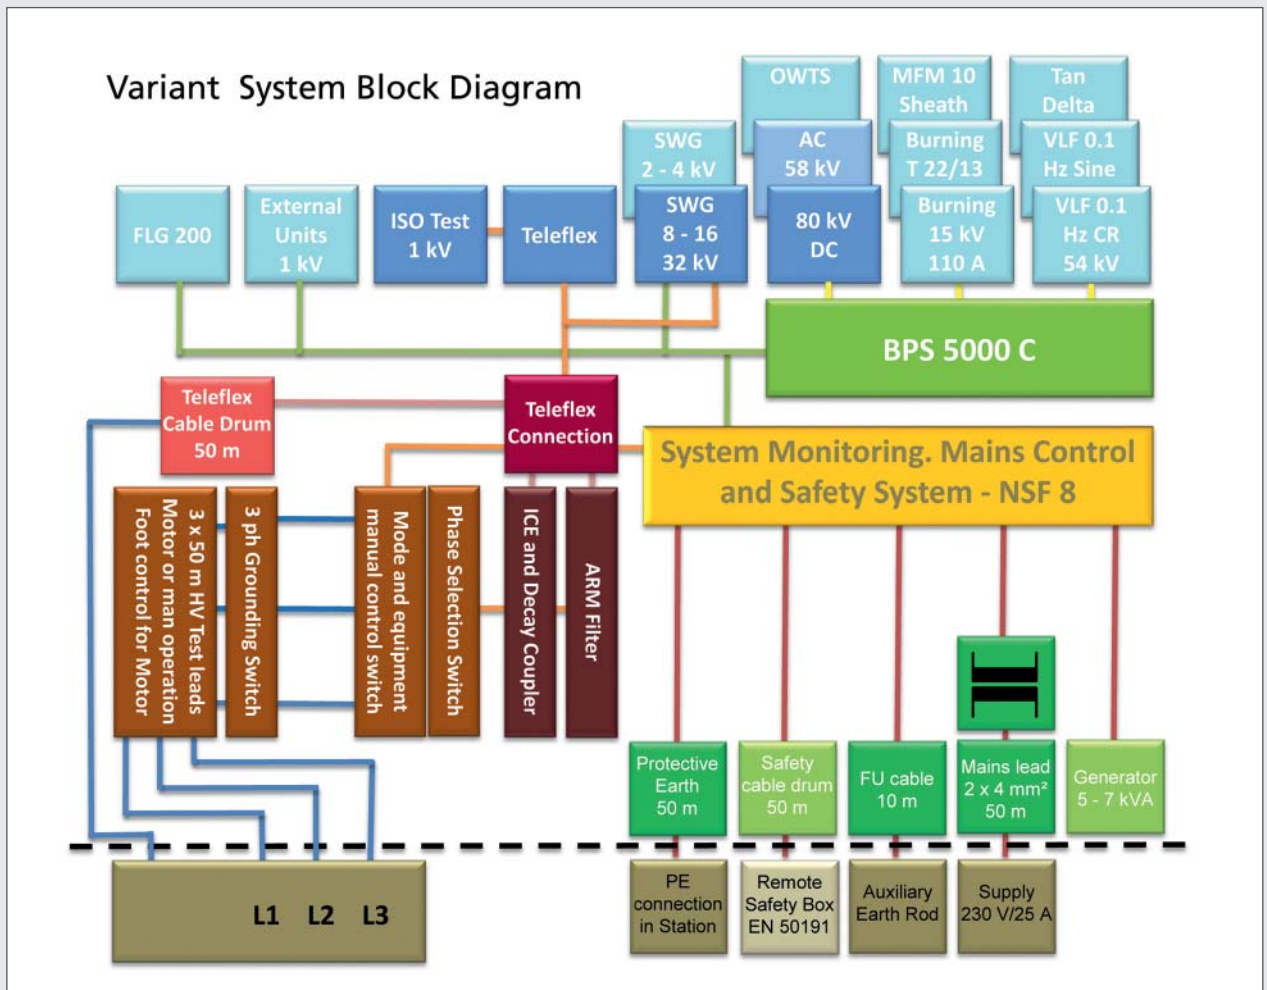 Variant System Block Diagram
OWTS
MFM 10
Sheath
Tan
Delta
SWG
2 - 4 kV
AC
58 kV
Burning
T 22/13
VLF 0.1
Hz Sine
FLG 200
External
Units
1 kV
ISO Test
1 kV
Teleflex
SWG
8 - 16
32 kV
80 kV
DC
Burning
15 kV
110 A
VLF 0.1
Hz CR
54 kV
BPS 5000 C
Teleflex
Cable Drum
50 m
Teleflex
Connection
System Monitoring. Mains Control
and Safety System - NSF 8
3 x 50 m HV Test leads
Motor or man operation
Foot control for Motor
3 ph Grounding Switch
Mode and equipment
manual control switch
Phase Selection Switch
ICE and Decay Coupler
ARM Filter
Protective
Earth
50 m
Safety
cable drum
50 m
FU cable
10 m
Mains lead
2 x 4 mm²
50 m
Generator
5 - 7 kVA
L1 L2 L3
PE
connection
in Station
Remote
Safety Box
EN 50191
Auxiliary
Earth Rod
Supply
230 V/25 A